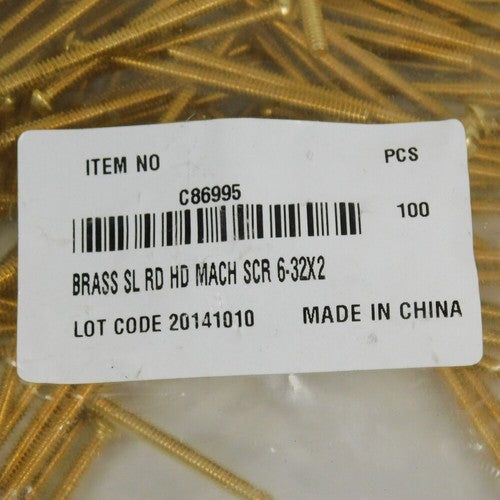 ITEM NO PCS
C86995
100
BRASS SL RD HD MACH SCR 6-32X2
LOT CODE 20141010 MADE IN CHINA